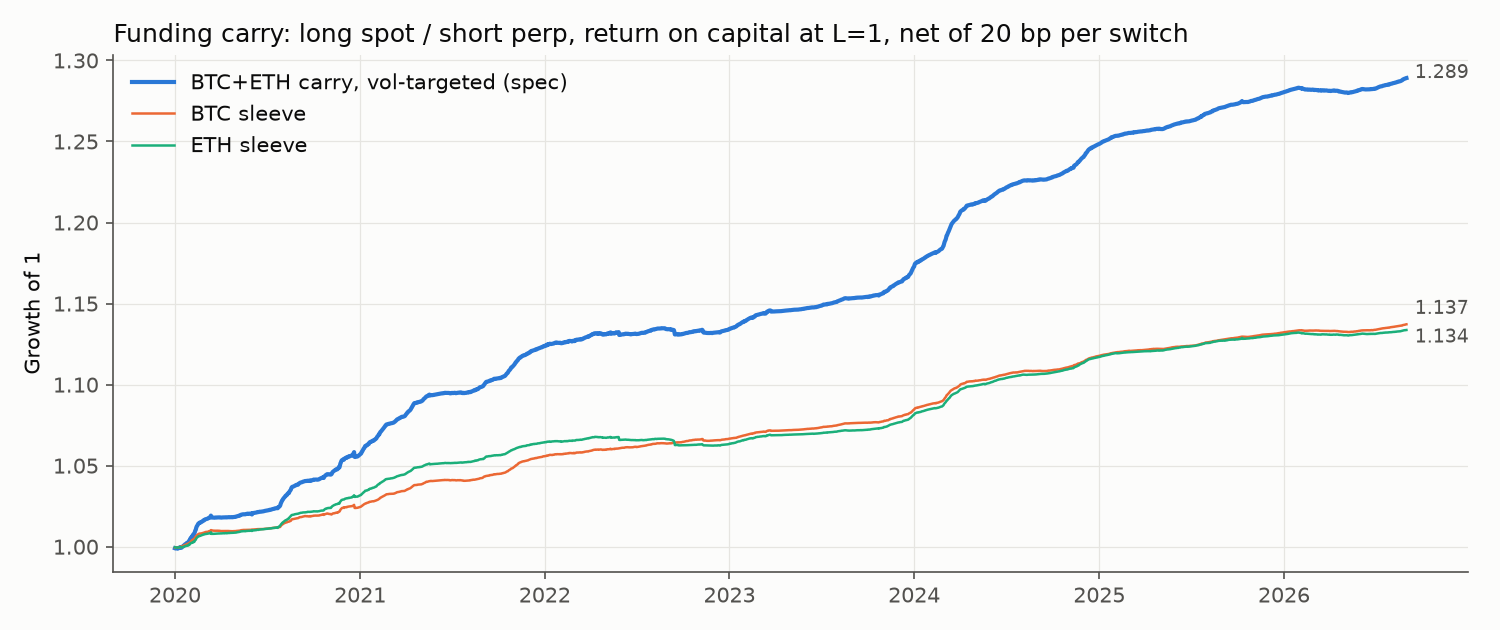 Funding carry: long spot / short perp, return on capital at L=1, net of 20 bp per switch
BTC+ETH carry, vol-targeted (spec)
BTC sleeve
ETH sleeve
Growth of 1
1.30
1.25
1.20
1.15
1.10
1.05
1.00
1.289
1.137
1.134
2020 2021 2022 2023 2024 2025 2026